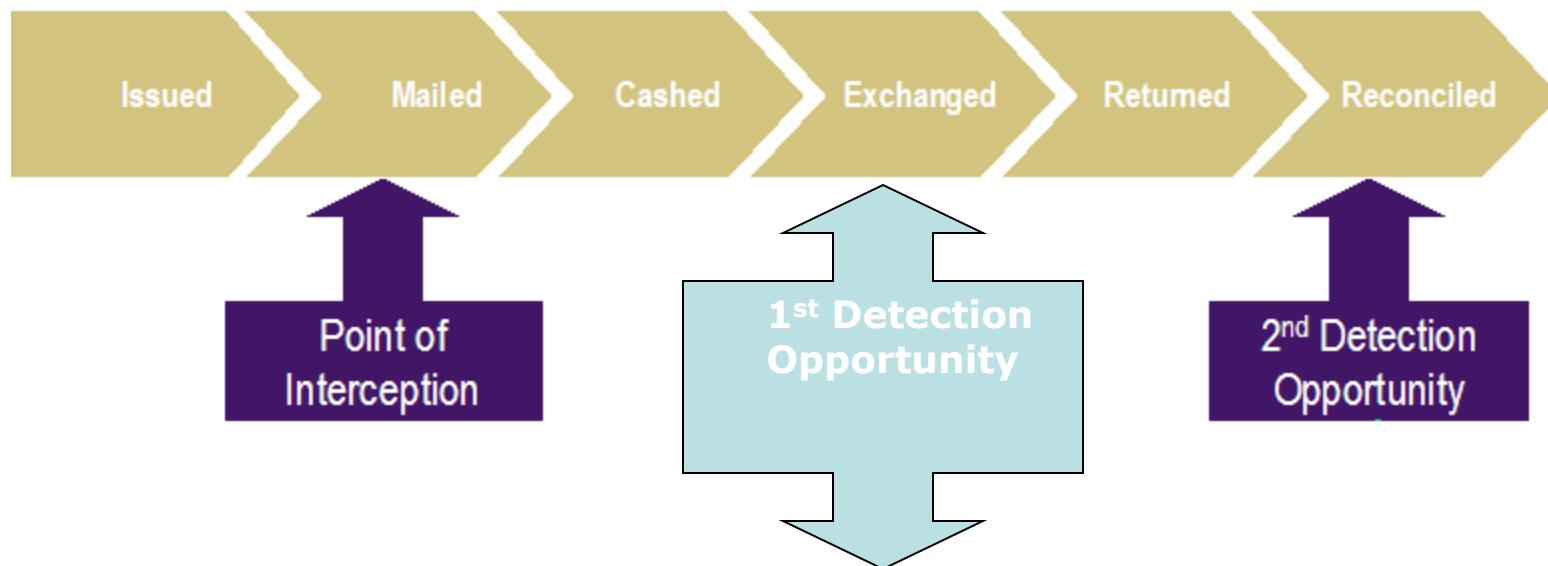 Issued
Mailed
Cashed
Exchanged
Returned
Reconciled
Point of
Interception
1st Detection
Opportunity
2nd Detection
Opportunity